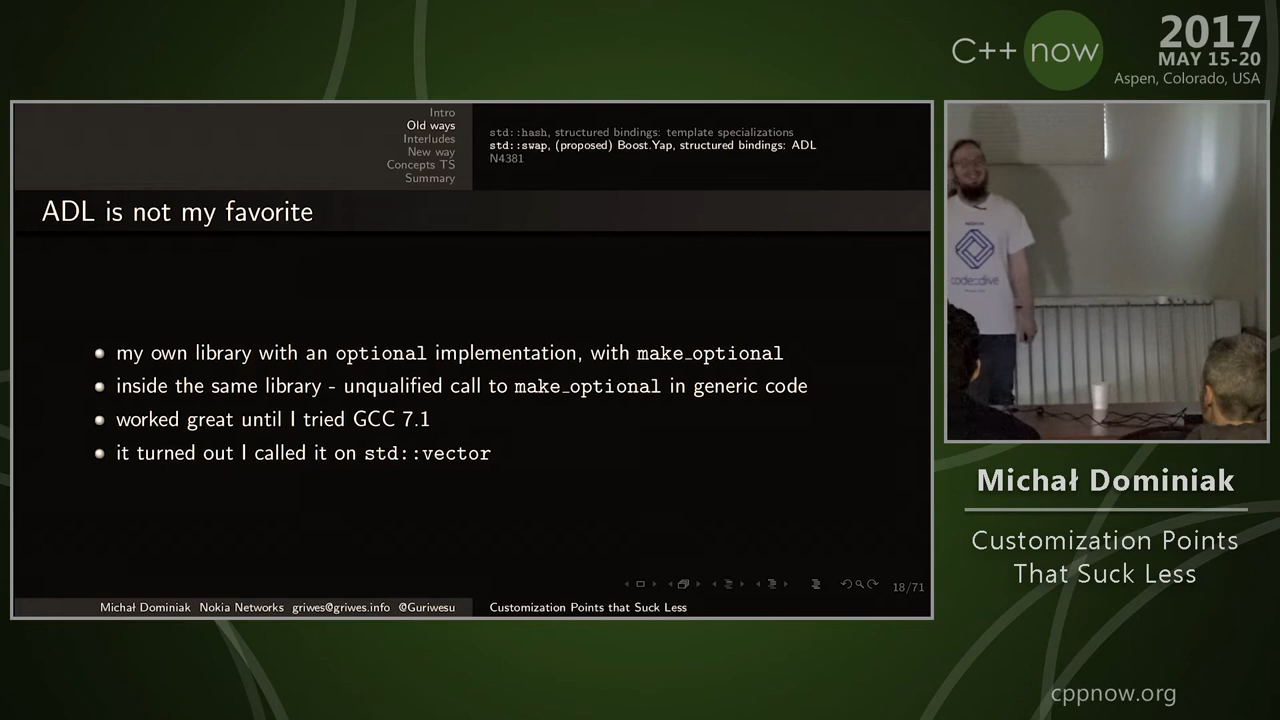 C++ now
2017
MAY 15-20
Aspen, Colorado, USA
Intro
Old ways
Interludes
New way
Concepts TS
Summary
std::hash, structured bindings: template specializations
std::swap, (proposed) Boost.Yap, structured bindings: ADL
N4381
ADL is not my favorite
my own library with an optional implementation, with make_optional
inside the same library - unqualified call to make_optional in generic code
worked great until I tried GCC 7.1
it turned out I called it on std::vector
18/71
Michał Dominiak Nokia Networks griwes@griwes.info @Guriwesu
Customization Points that Suck Less
code::dive
Michał Dominiak
Customization Points
That Suck Less
cppnow.org